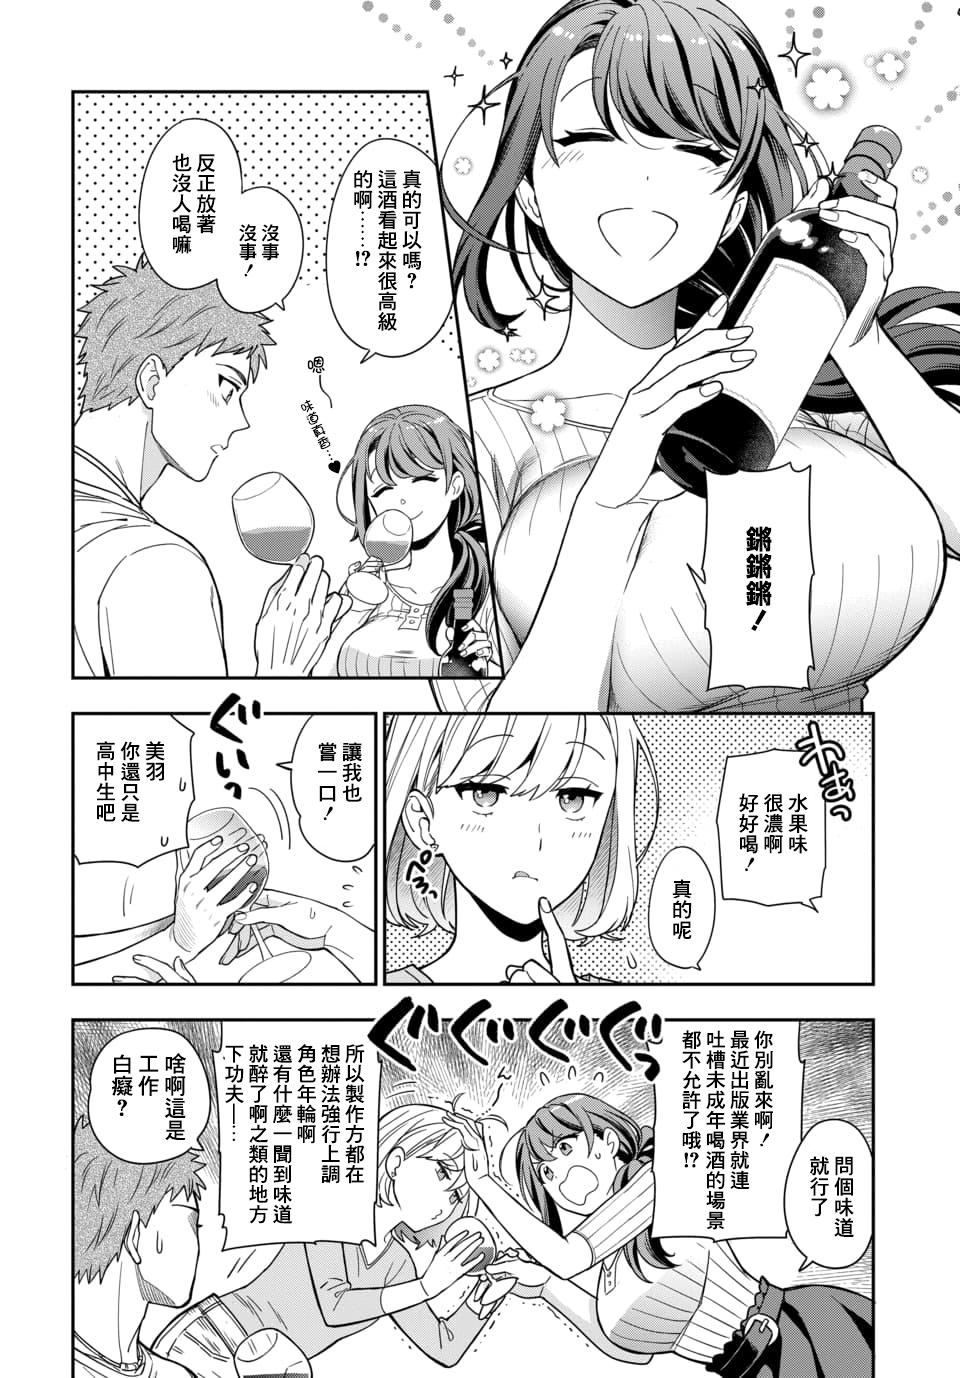 鏘鏘鏘！
真的可以嗎？
這酒看起來很高級
的啊……!?
沒事
沒事！
反正放著
也沒人喝嘛
嗯
味道真香…♥
わあっ
水果味
很濃啊
好好喝！
真的呢
ぺろ
讓我也
嘗一口！
ぐいっ
美羽
你還只是
高中生吧
ぐぐぐぐっ
問個味道
就行了
你別亂來啊！
最近出版業界就連
吐槽未成年喝酒的場景
都不允許了哦!?
所以製作方都在
想辦法強行上調
角色年輪啊
還有什麼一聞到味道
就醉了啊之類的地方
下功夫──…
啥啊這是
工作
白癡？